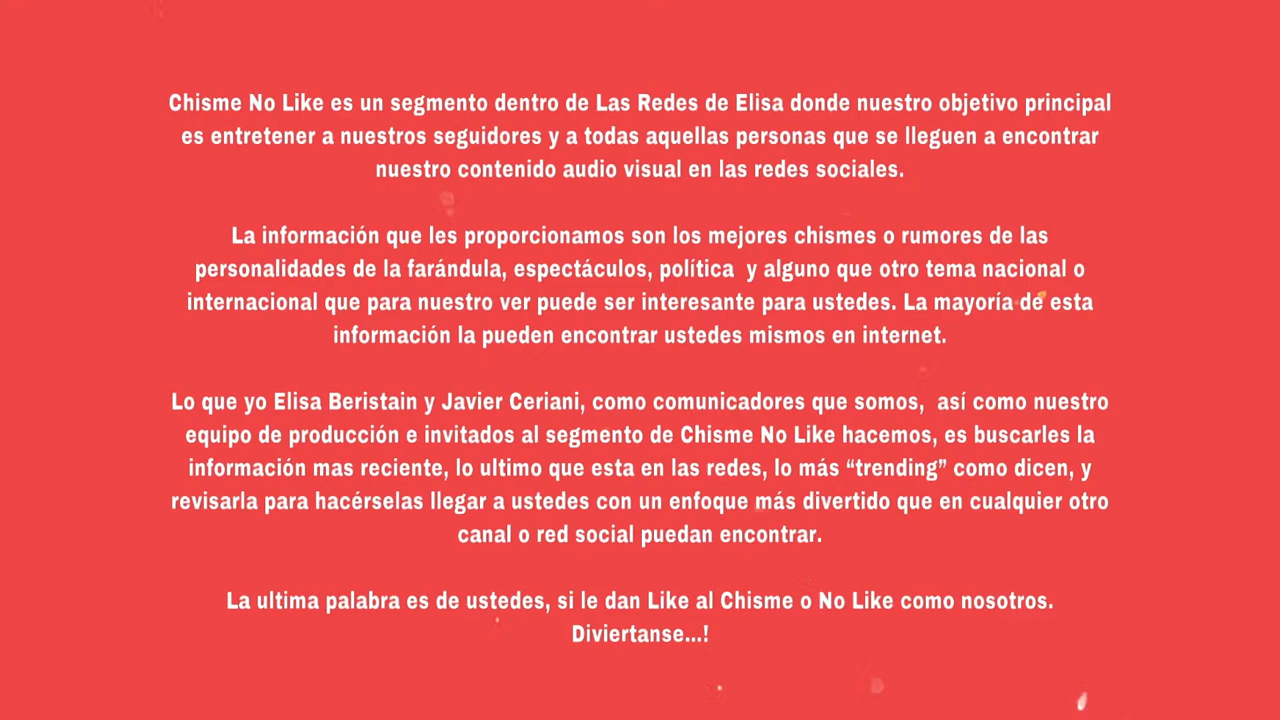 Chisme No Like es un segmento dentro de Las Redes de Elisa donde nuestro objetivo principal
es entretener a nuestros seguidores y a todas aquellas personas que se lleguen a encontrar
nuestro contenido audio visual en las redes sociales.
La información que les proporcionamos son los mejores chismes o rumores de las
personalidades de la farándula, espectáculos, política  y alguno que otro tema nacional o
internacional que para nuestro ver puede ser interesante para ustedes. La mayoría de esta
información la pueden encontrar ustedes mismos en internet.
Lo que yo Elisa Beristain y Javier Ceriani, como comunicadores que somos,  así como nuestro
equipo de producción e invitados al segmento de Chisme No Like hacemos, es buscarles la
información mas reciente, lo ultimo que esta en las redes, lo más “trending” como dicen, y
revisarla para hacérselas llegar a ustedes con un enfoque más divertido que en cualquier otro
canal o red social puedan encontrar.
La ultima palabra es de ustedes, si le dan Like al Chisme o No Like como nosotros.
Diviertanse...!